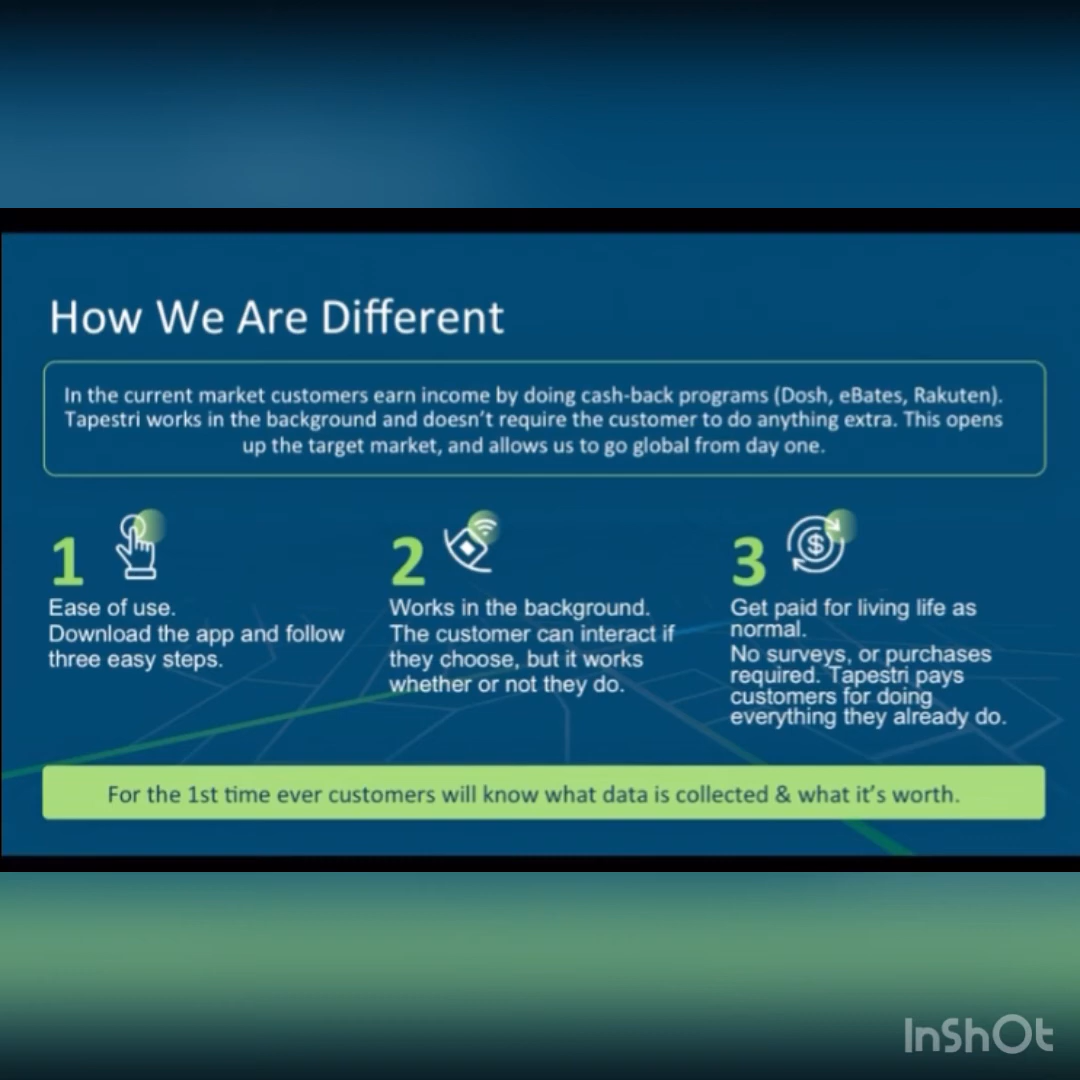 How We Are Different
In the current market customers earn income by doing cash-back programs (Dosh, eBates, Rakuten).
Tapestri works in the background and doesn't require the customer to do anything extra. This opens
up the target market, and allows us to go global from day one.
1
Ease of use.
Download the app and follow
three easy steps.
2
Works in the background.
The customer can interact if
they choose, but it works
whether or not they do.
3
$
Get paid for living life as
normal.
No surveys, or purchases
required. Tapestri pays
customers for doing
everything they already do.
For the 1st time ever customers will know what data is collected & what it's worth.
InShOt